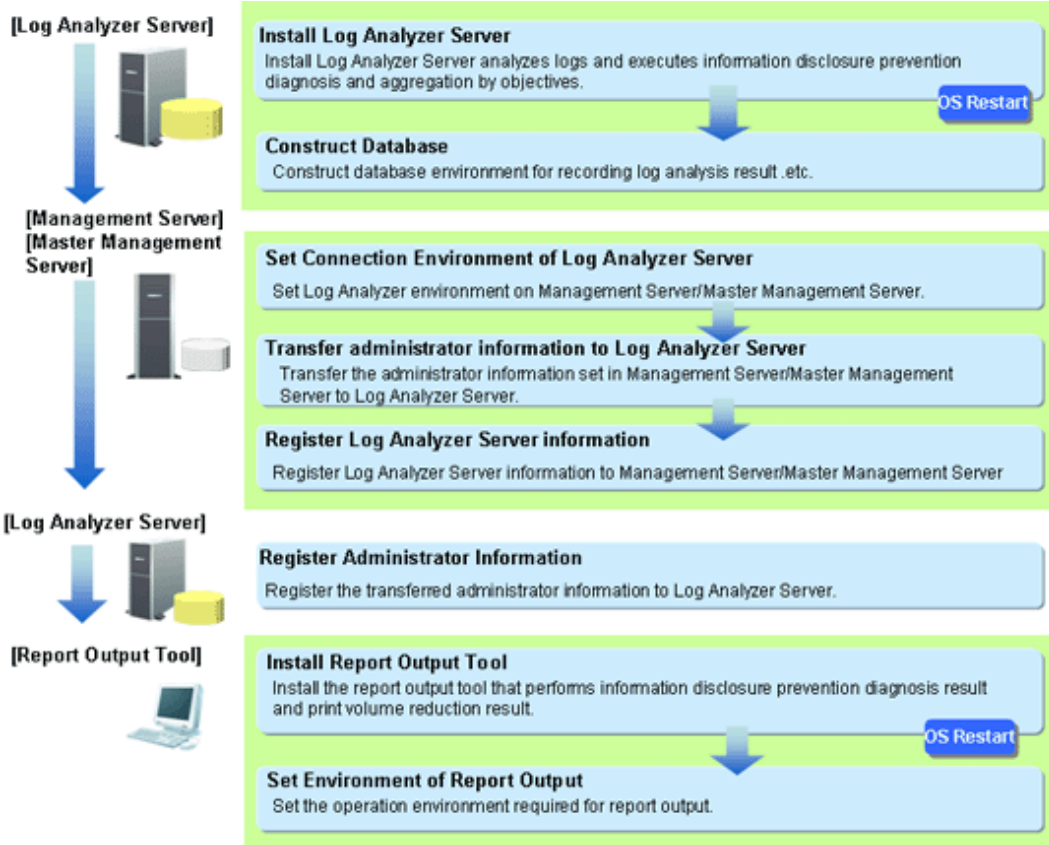 [Log Analyzer Server]
Install Log Analyzer Server
Install Log Analyzer Server analyzes logs and executes information disclosure prevention
diagnosis and aggregation by objectives.
OS Restart
Construct Database
Construct database environment for recording log analysis result .etc.
[Management Server]
[Master Management
Server]
Set Connection Environment of Log Analyzer Server
Set Log Analyzer environment on Management Server/Master Management Server.
Transfer administrator information to Log Analyzer Server
Transfer the administrator information set in Management Server/Master Management
Server to Log Analyzer Server.
Register Log Analyzer Server information
Register Log Analyzer Server information to Management Server/Master Management Server
[Log Analyzer Server]
Register Administrator Information
Register the transferred administrator information to Log Analyzer Server.
[Report Output Tool]
Install Report Output Tool
Install the report output tool that performs information disclosure prevention diagnosis result
and print volume reduction result.
OS Restart
Set Environment of Report Output
Set the operation environment required for report output.